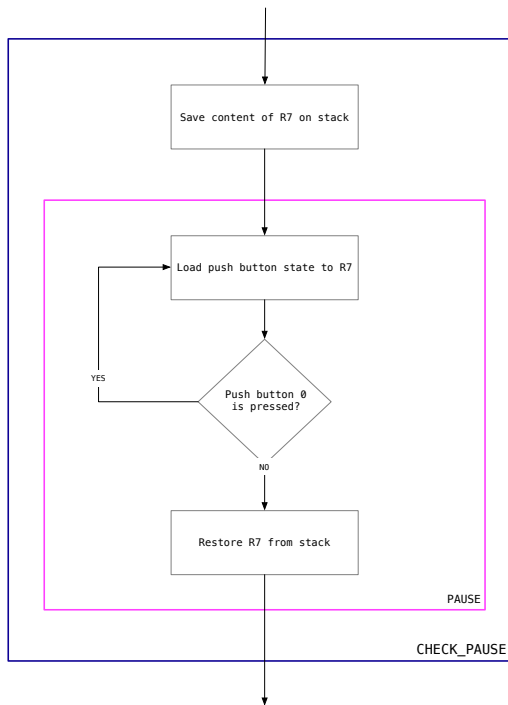 Save content of R7 on stack
Load push button state to R7
YES
Push button 0
is pressed?
NO
Restore R7 from stack
PAUSE
CHECK_PAUSE